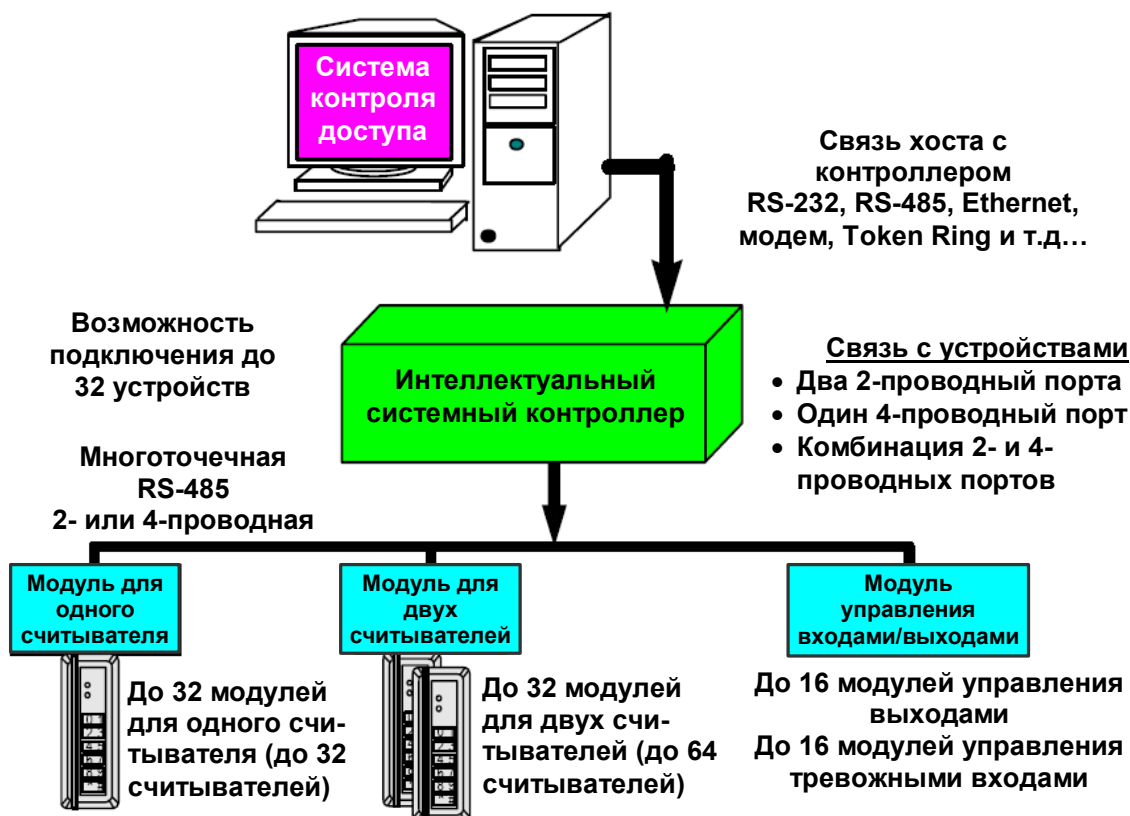 Система
контроля
доступа
Связь хоста с
контроллером
RS-232, RS-485, Ethernet,
модем, Token Ring и т.д…
Возможность
подключения до
32 устройств
Интеллектуальный
системный контроллер
Связь с устройствами
• Два 2-проводный порта
• Один 4-проводный порт
• Комбинация 2- и 4-
проводных портов
Многоточечная
RS-485
2- или 4-проводная
Модуль для
одного
считывателя
Модуль для
двух
считывателей
Модуль
управления
входами/выходами
До 32 модулей
для одного счи-
тывателя (до 32
считывателей)
До 32 модулей
для двух счи-
тывателей (до 64
считывателей)
До 16 модулей управления
выходами
До 16 модулей управления
тревожными входами